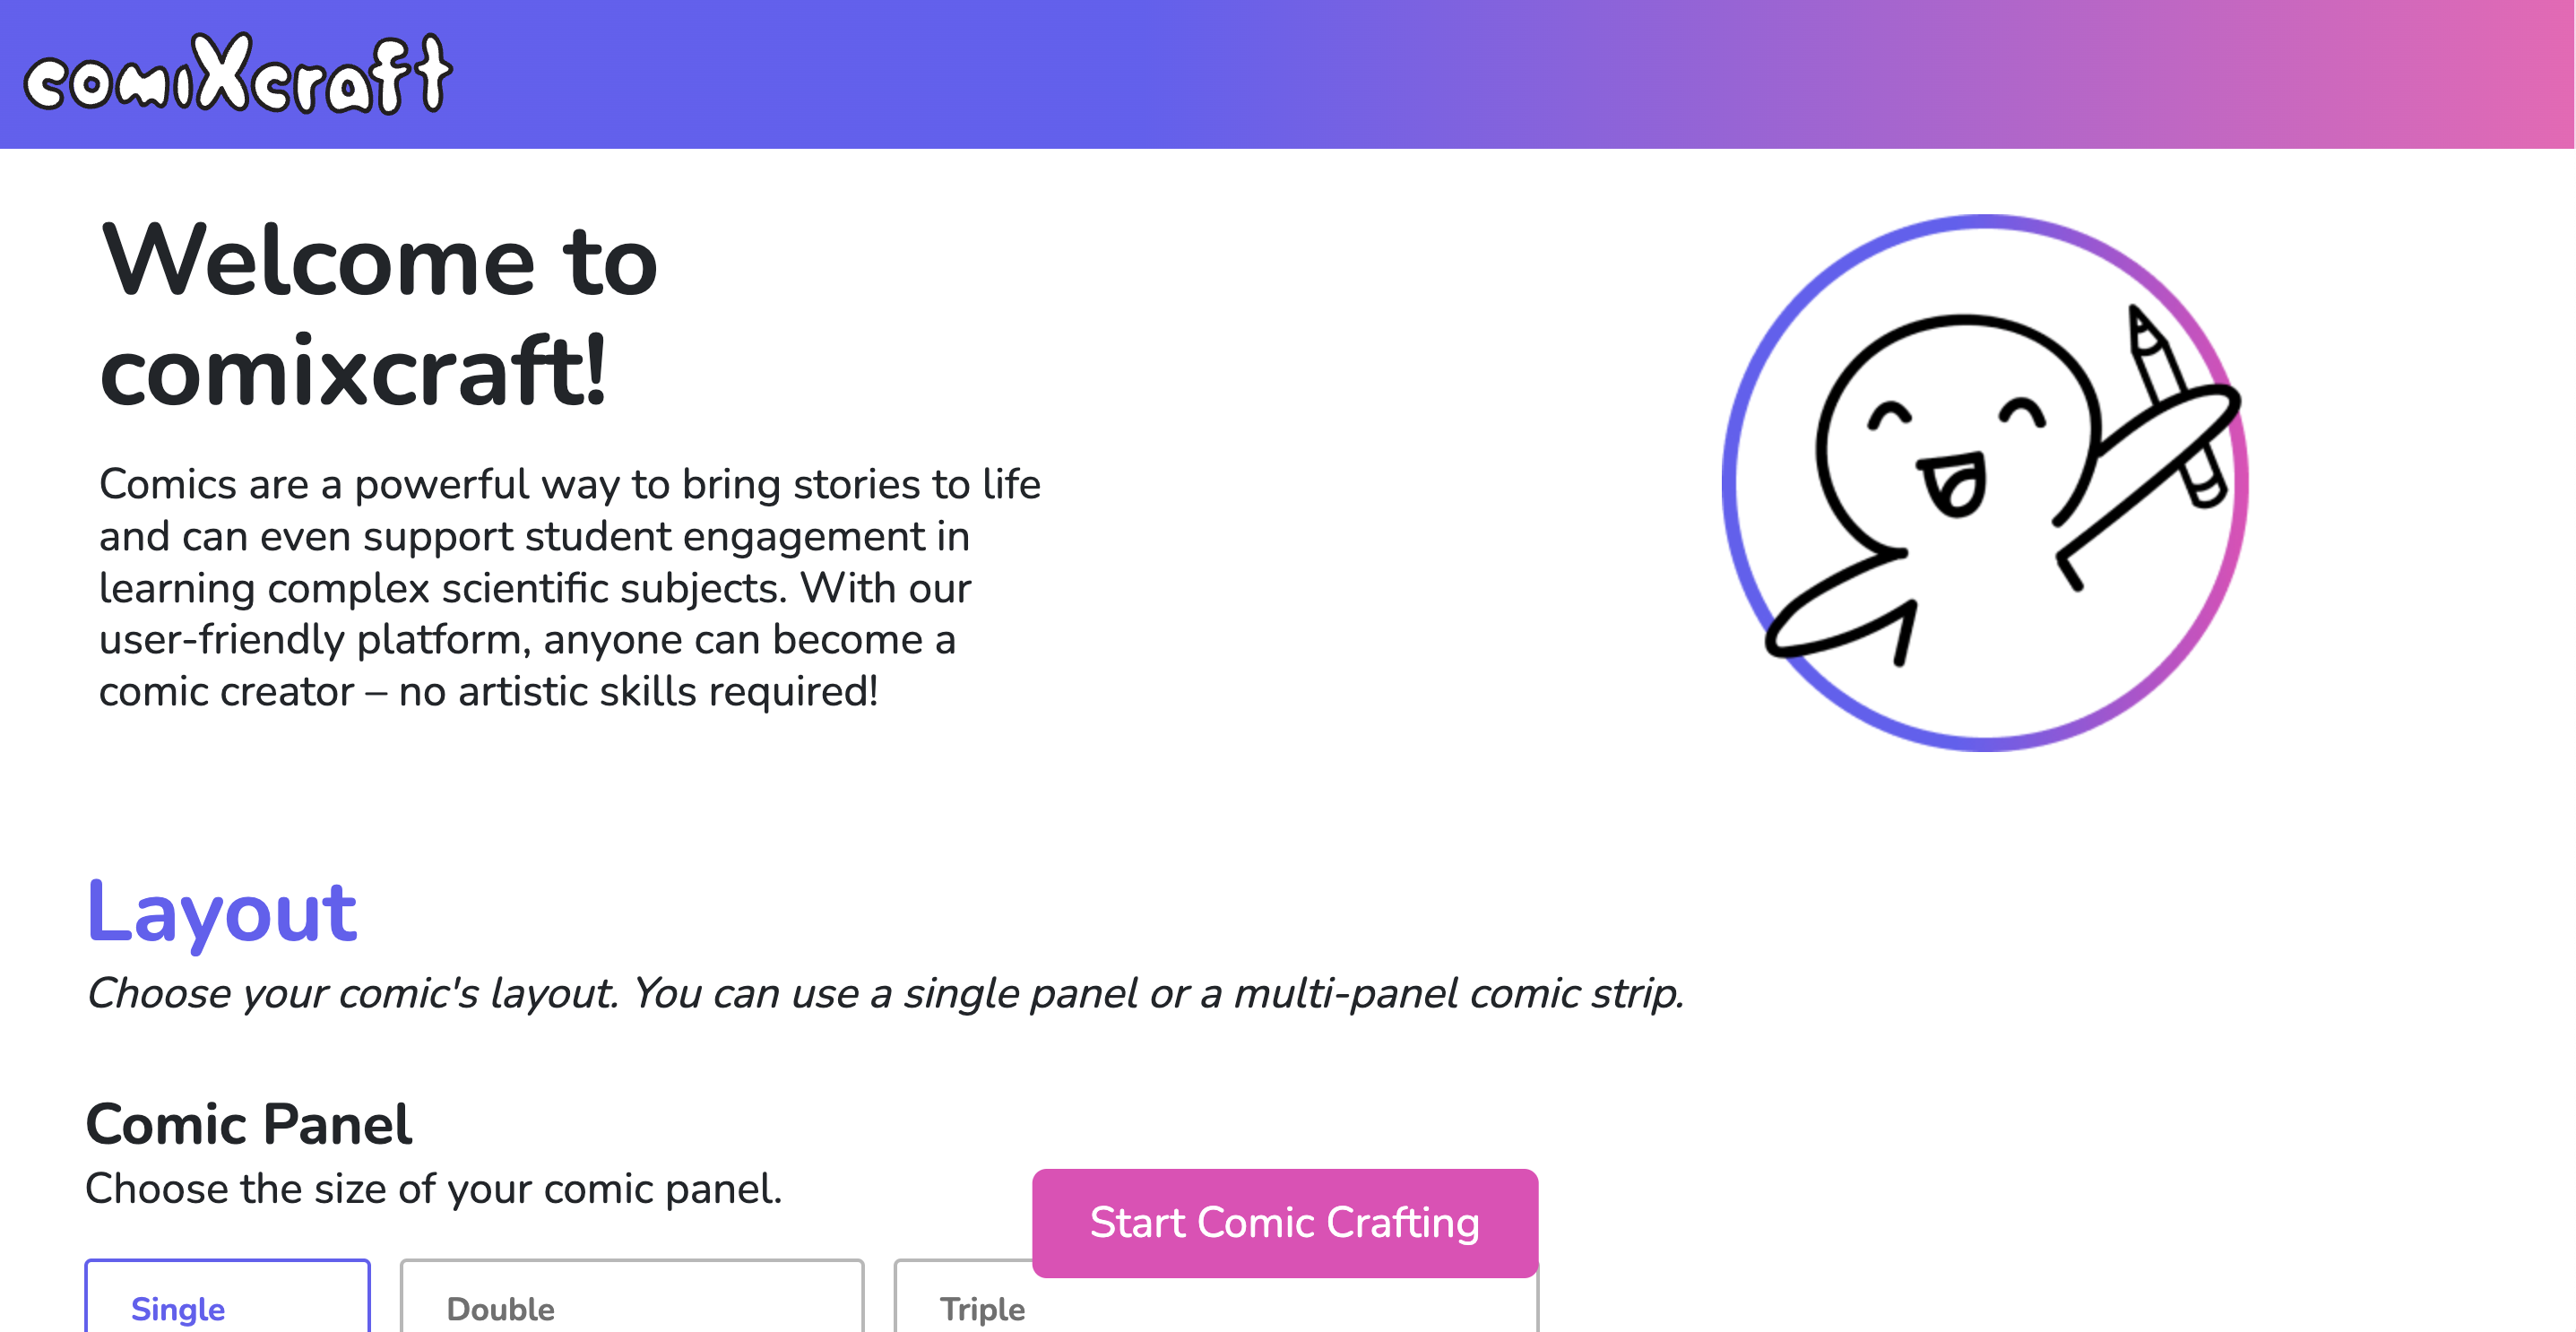 comiXcraft
Welcome to
comixcraft!
Comics are a powerful way to bring stories to life
and can even support student engagement in
learning complex scientific subjects. With our
user-friendly platform, anyone can become a
comic creator – no artistic skills required!
Layout
Choose your comic's layout. You can use a single panel or a multi-panel comic strip.
Comic Panel
Choose the size of your comic panel.
Start Comic Crafting
Single
Double
Triple